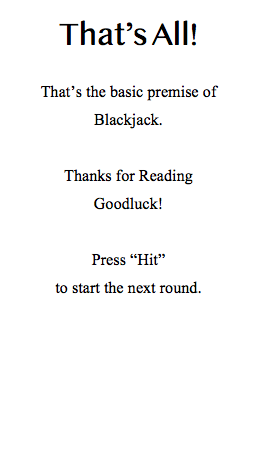 That’s All!
That’s the basic premise of
Blackjack.
Thanks for Reading
Goodluck!
Press “Hit”
to start the next round.